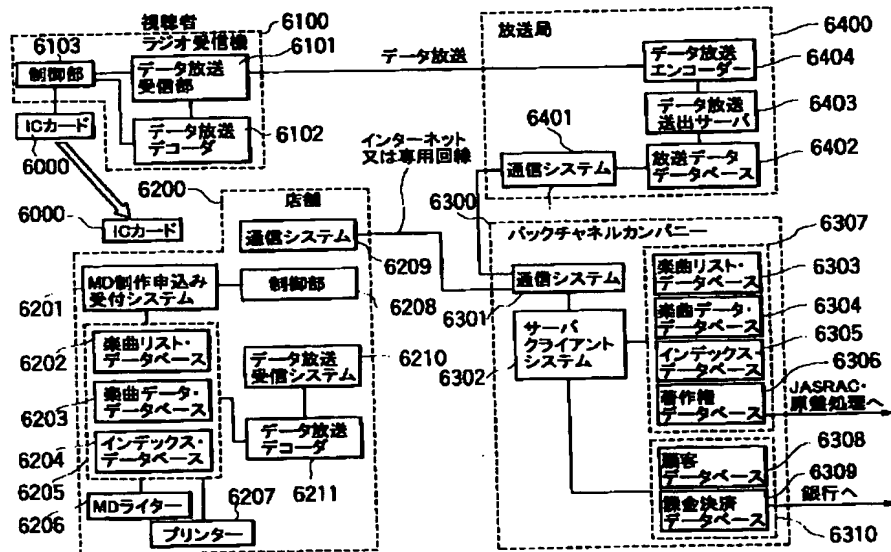 視聴者
6100
ラジオ受信機
6103
6101
制御部
データ放送
受信部
ICカード
6000
データ放送
デコーダ
6102
データ放送
放送局
6400
データ放送
エンコーダー
6404
データ放送
送出サーバ
6403
6401
通信システム
放送データ
データベース
6402
インターネット
又は専用回線
6000
ICカード
6200
店舗
通信システム
6209
6201
MD制作申込み
受付システム
制御部
6208
6202
楽曲リスト・
データベース
6203
楽曲データ・
データベース
6204
インデックス・
データベース
6205
データ放送
受信システム
6210
データ放送
デコーダ
6211
6206
MDライター
6207
プリンター
6300
バックチャネルカンパニー
6307
通信システム
6301
サーバ
クライアント
システム
6302
楽曲リスト・
データベース
6303
楽曲データ・
データベース
6304
インデックス・
データベース
6305
著作権
データベース
6306
JASRAC・
原盤処理へ
顧客
データベース
6308
課金決済
データベース
6309
銀行へ
6310